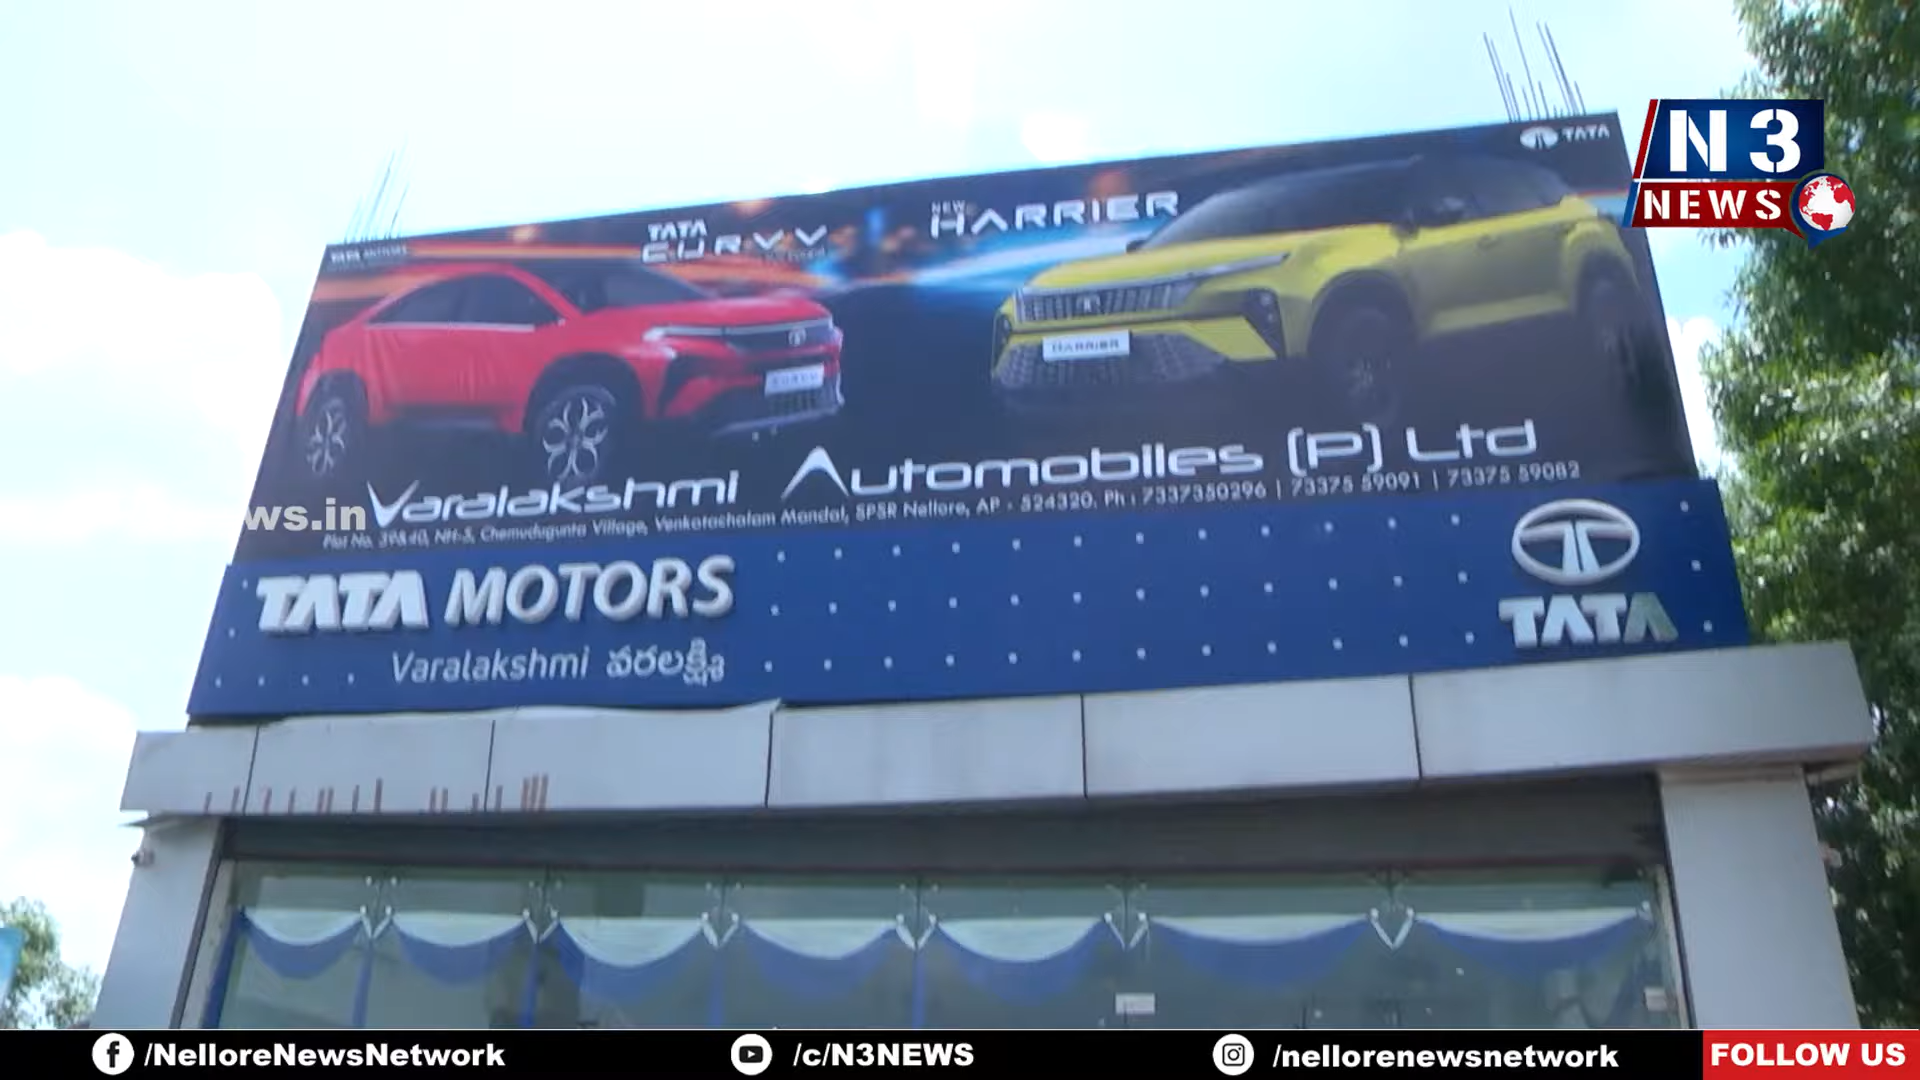 N 3
NEWS
TATA
TATA
CURVV
NEW
HARRIER
HARRIER
Varalakshmi Automobiles (P) Ltd
ws.in
Plot No. 39&40, NH-5, Chemudugunta Village, Venkatachalam Mandal, SPSR Nellore, AP - 524320. Ph : 7337350296 | 73375 59091 | 73375 59082
TATA MOTORS
TATA
Varalakshmi వరలక్ష్మి
/NelloreNewsNetwork
/c/N3NEWS
/nellorenewsnetwork
FOLLOW US